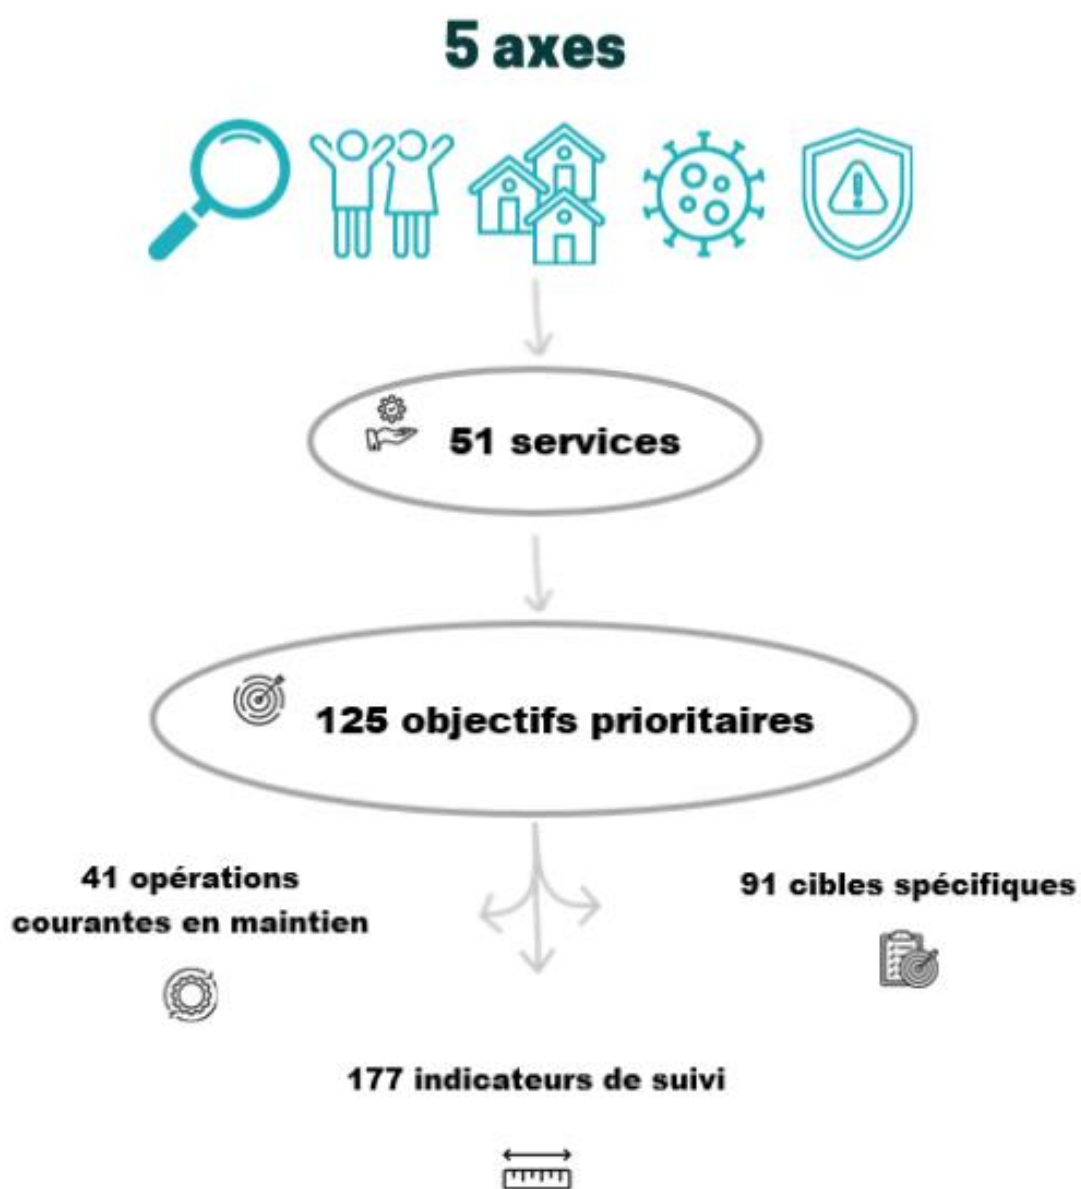 5 axes
51 services
125 objectifs prioritaires
41 opérations
courantes en maintien
91 cibles spécifiques
177 indicateurs de suivi